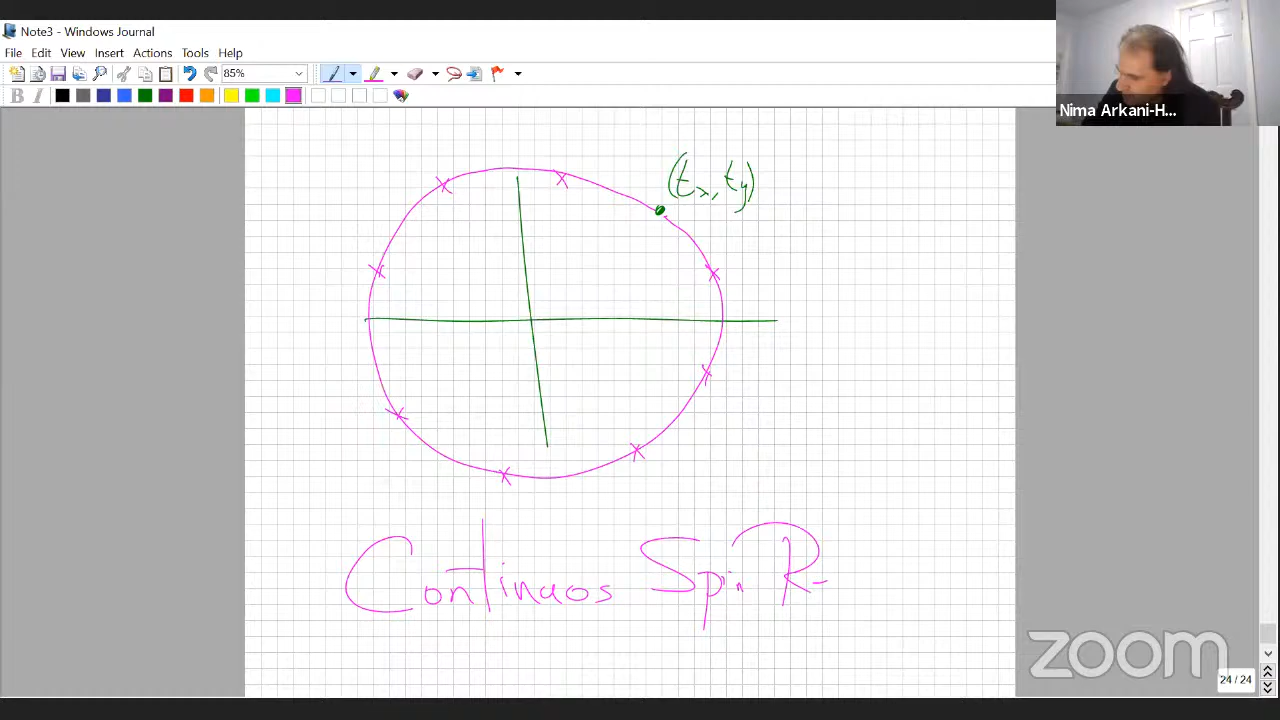 Note3 - Windows Journal
File Edit View Insert Actions Tools Help
85%
B I
Nima Arkani-H...
(tx, ty)
Continuos Spin R
zoom
24 / 24